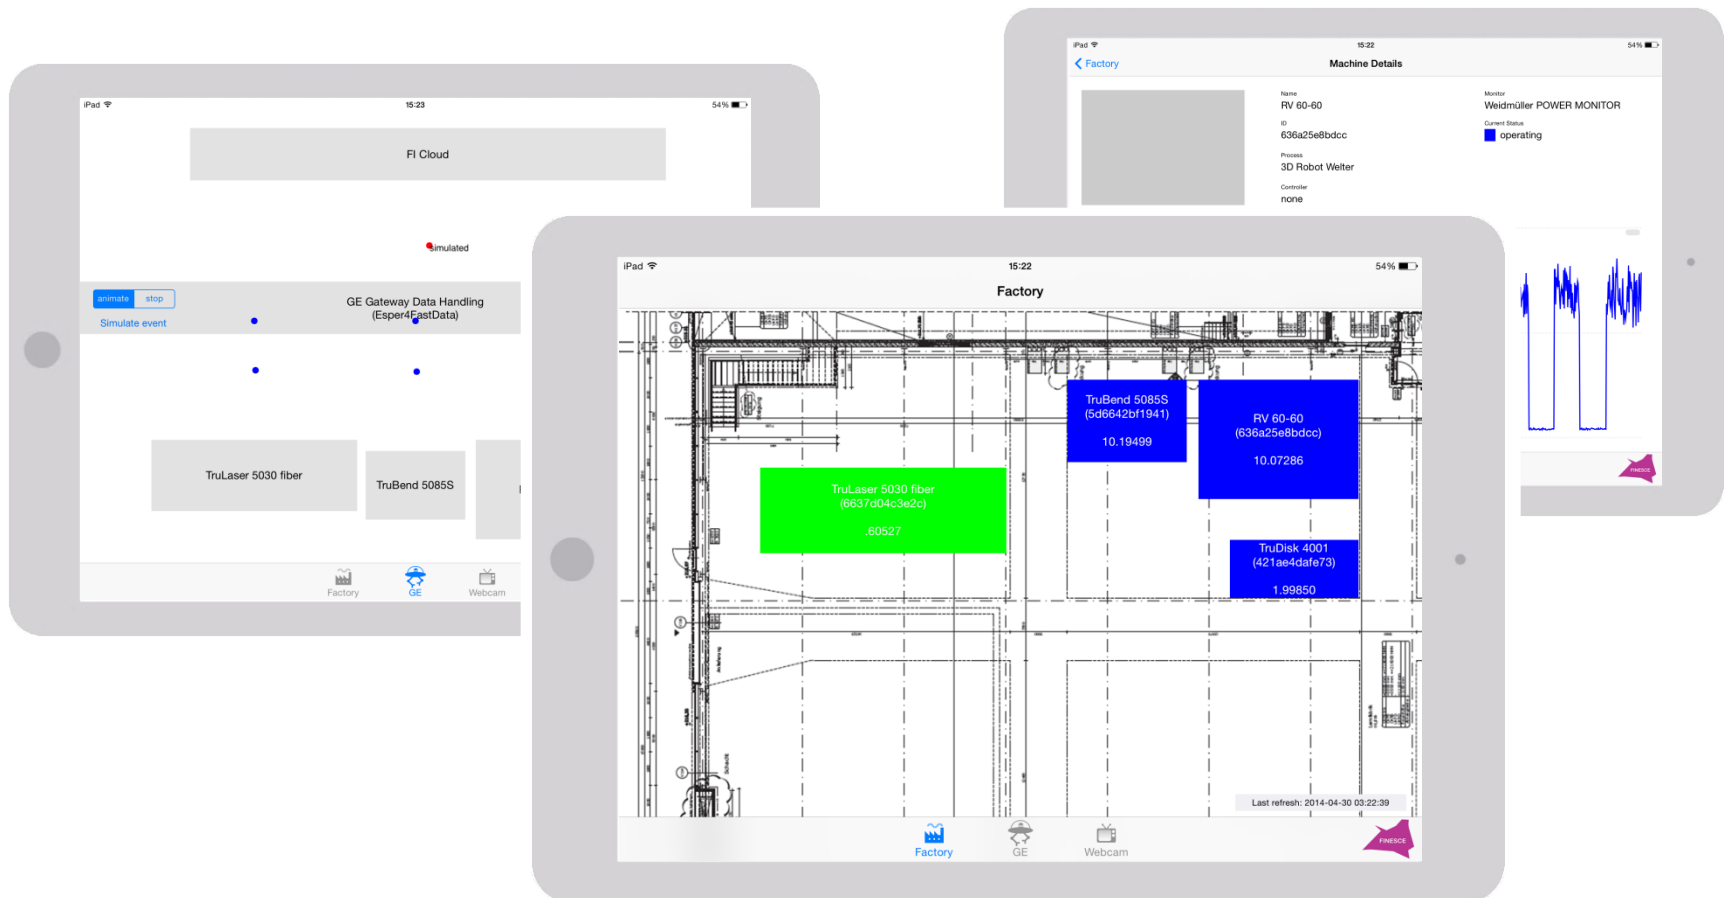 iPad
15:23
54%
FI Cloud
simulated
animate
stop
Simulate event
GE Gateway Data Handling
(Esper4FastData)
TruLaser 5030 fiber
TruBend 5085S
Factory
GE
Webcam
iPad
15:22
54%
Factory
Machine Details
Name
RV 60-60
ID
636a25e8bdcc
Process
3D Robot Welter
Controller
none
Monitor
Weidmüller POWER MONITOR
Current Status
operating
FINESCE
iPad
15:22
54%
Factory
TruBend 5085S
(5d6642bf1941)
10.19499
RV 60-60
(636a25e8bdcc)
10.07286
TruLaser 5030 fiber
(6637d04c3e2c)
.60527
TruDisk 4001
(421ae4dafe73)
1.99850
Anlieferung
Schacht
Last refresh: 2014-04-30 03:22:39
Factory
GE
Webcam
FINESCE